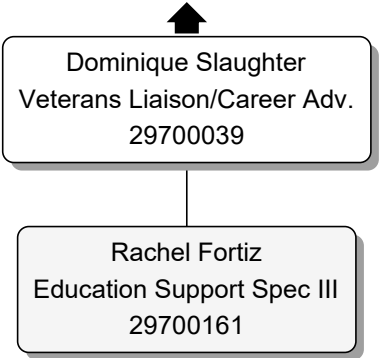 Dominique Slaughter
Veterans Liaison/Career Adv.
29700039
Rachel Fortiz
Education Support Spec III
29700161